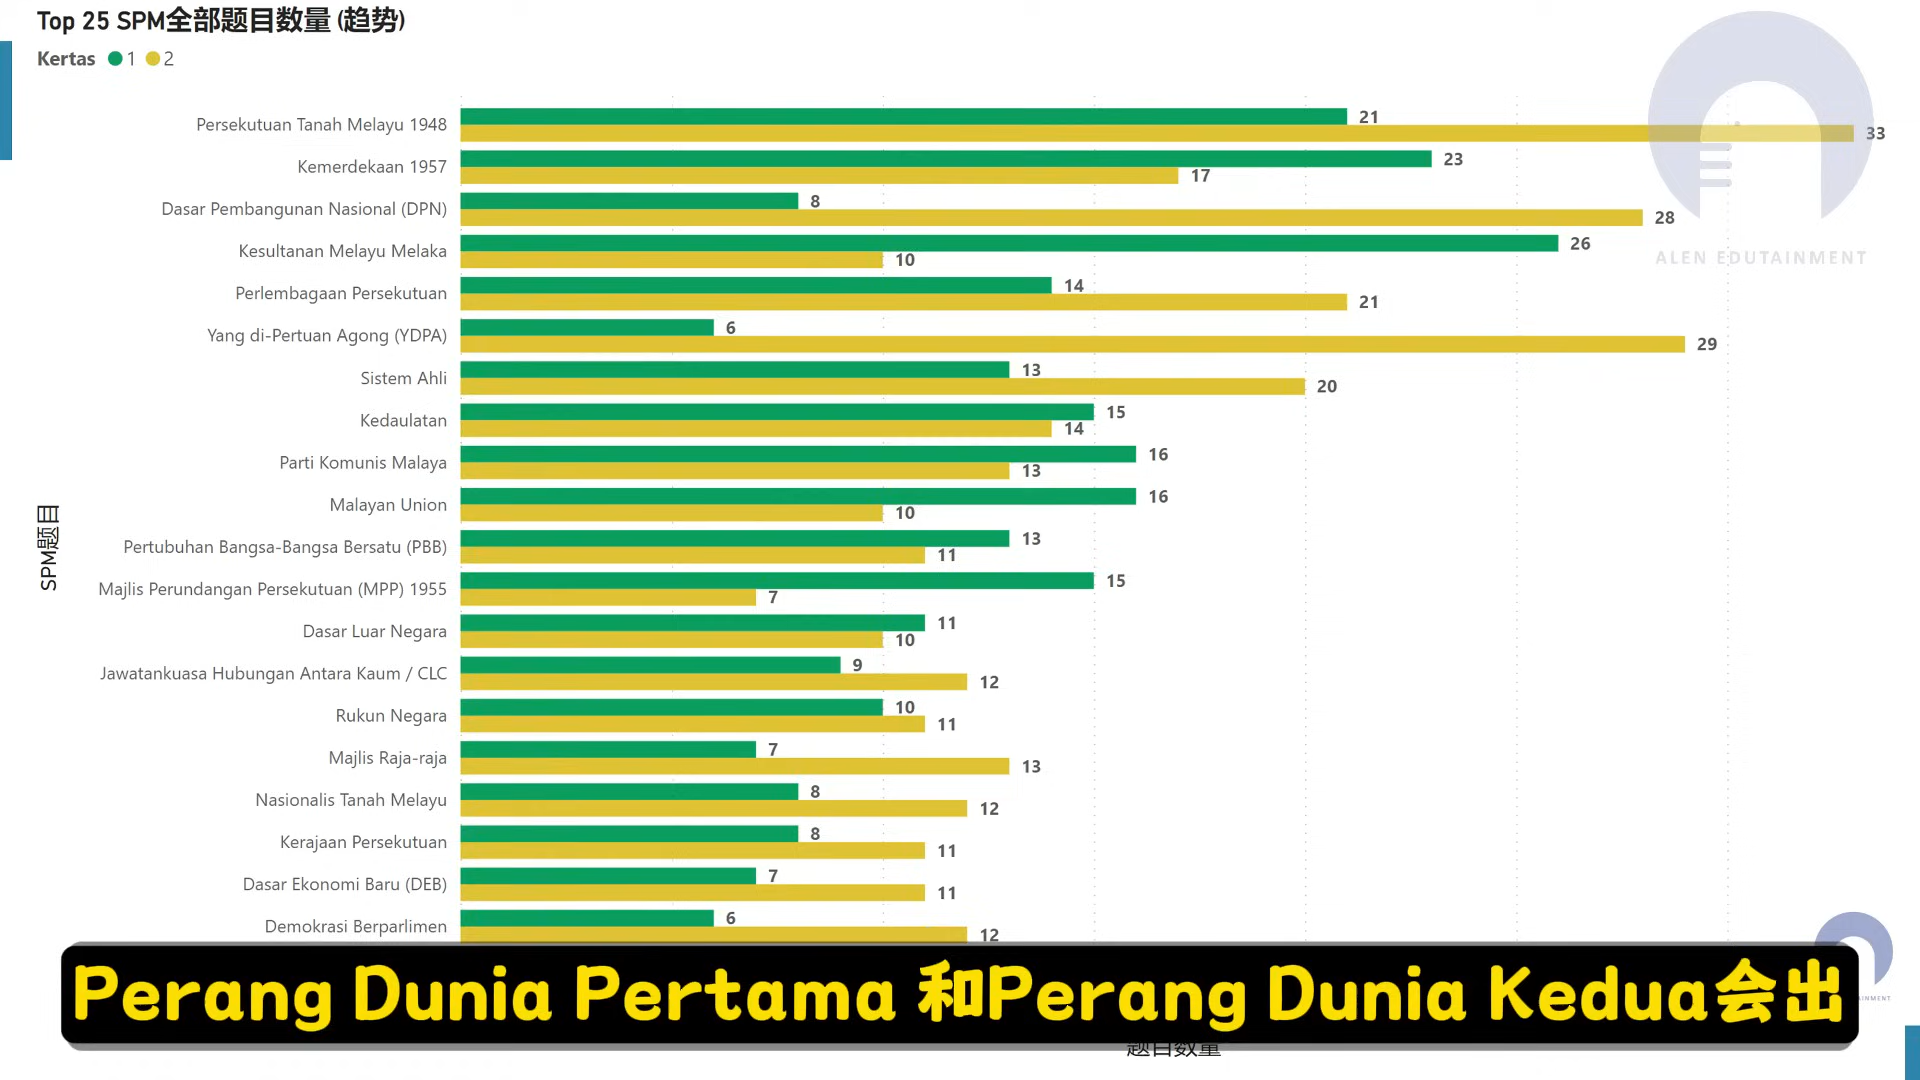 Top 25 SPM全部题目数量 (趋势)
Kertas 1 2
Persekutuan Tanah Melayu 1948 21 33
Kemerdekaan 1957 23 17
Dasar Pembangunan Nasional (DPN) 8 28
Kesultanan Melayu Melaka 26 10
Perlembagaan Persekutuan 14 21
Yang di-Pertuan Agong (YDPA) 6 29
Sistem Ahli 13 20
Kedaulatan 15 14
Parti Komunis Malaya 16 13
Malayan Union 16 10
Pertubuhan Bangsa-Bangsa Bersatu (PBB) 13 11
Majlis Perundangan Persekutuan (MPP) 1955 15 7
Dasar Luar Negara 11 10
Jawatankuasa Hubungan Antara Kaum / CLC 9 12
Rukun Negara 10 11
Majlis Raja-raja 7 13
Nasionalis Tanah Melayu 8 12
Kerajaan Persekutuan 8 11
Dasar Ekonomi Baru (DEB) 7 11
Demokrasi Berparlimen 6 12
SPM题目
题目数量
ALEN EDUTAINMENT
Perang Dunia Pertama 和Perang Dunia Kedua会出